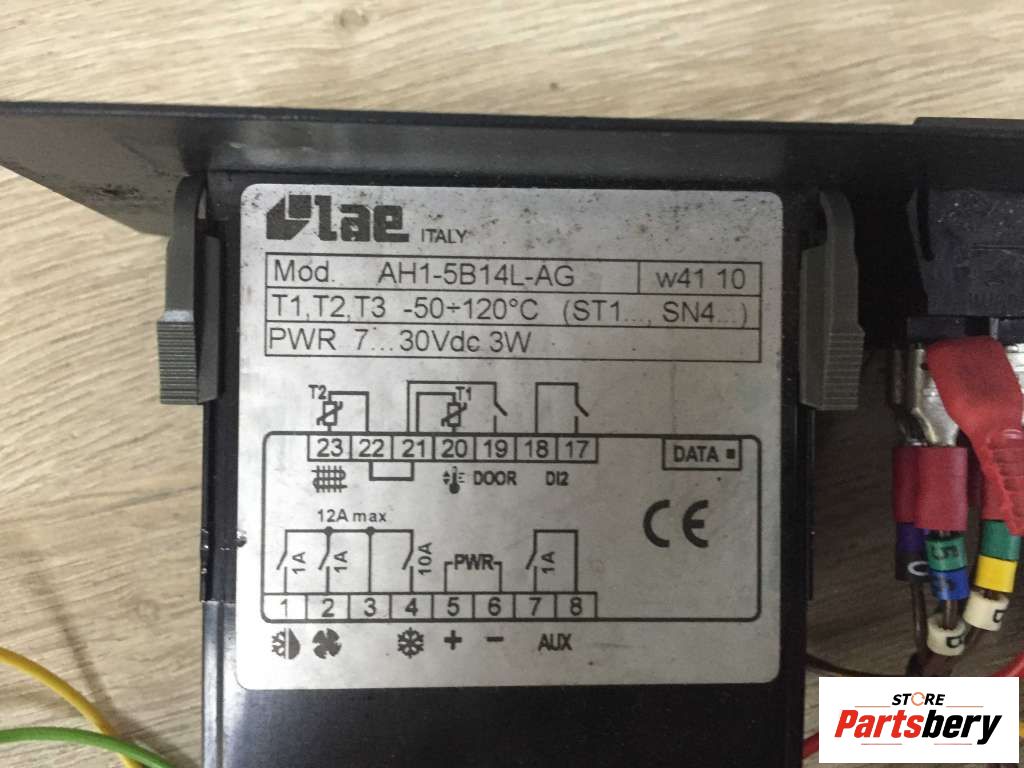 lae ITALY
Mod. AH1-5B14L-AG w41 10
T1,T2,T3 -50÷120°C (ST1..., SN4...)
PWR 7...30Vdc 3W
T2 T1
23 22 21 20 19 18 17
DATA
DOOR DI2
12A max
CE
1A 1A 10A PWR 1A
1 2 3 4 5 6 7 8
+ − AUX
STORE
Partsbery